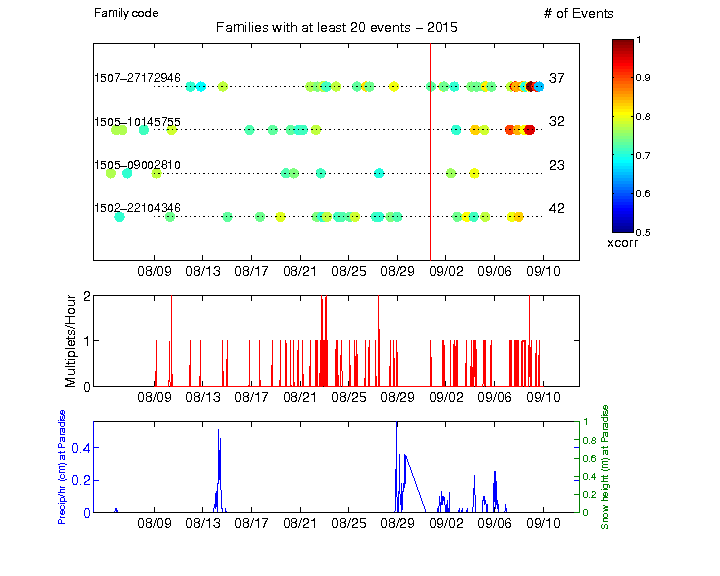 Family code
# of Events
Families with at least 20 events − 2015
1507−27172946
37
1505−10145755
32
1505−09002810
23
1502−22104346
42
08/09 08/13 08/17 08/21 08/25 08/29 09/02 09/06 09/10
1
0.9
0.8
0.7
0.6
0.5
xcorr
Multiplets/Hour
2
1
0
08/09 08/13 08/17 08/21 08/25 08/29 09/02 09/06 09/10
Precip/hr (cm) at Paradise
0.4
0.2
0
1
0.8
0.6
0.4
0.2
0
Snow height (m) at Paradise
08/09 08/13 08/17 08/21 08/25 08/29 09/02 09/06 09/10